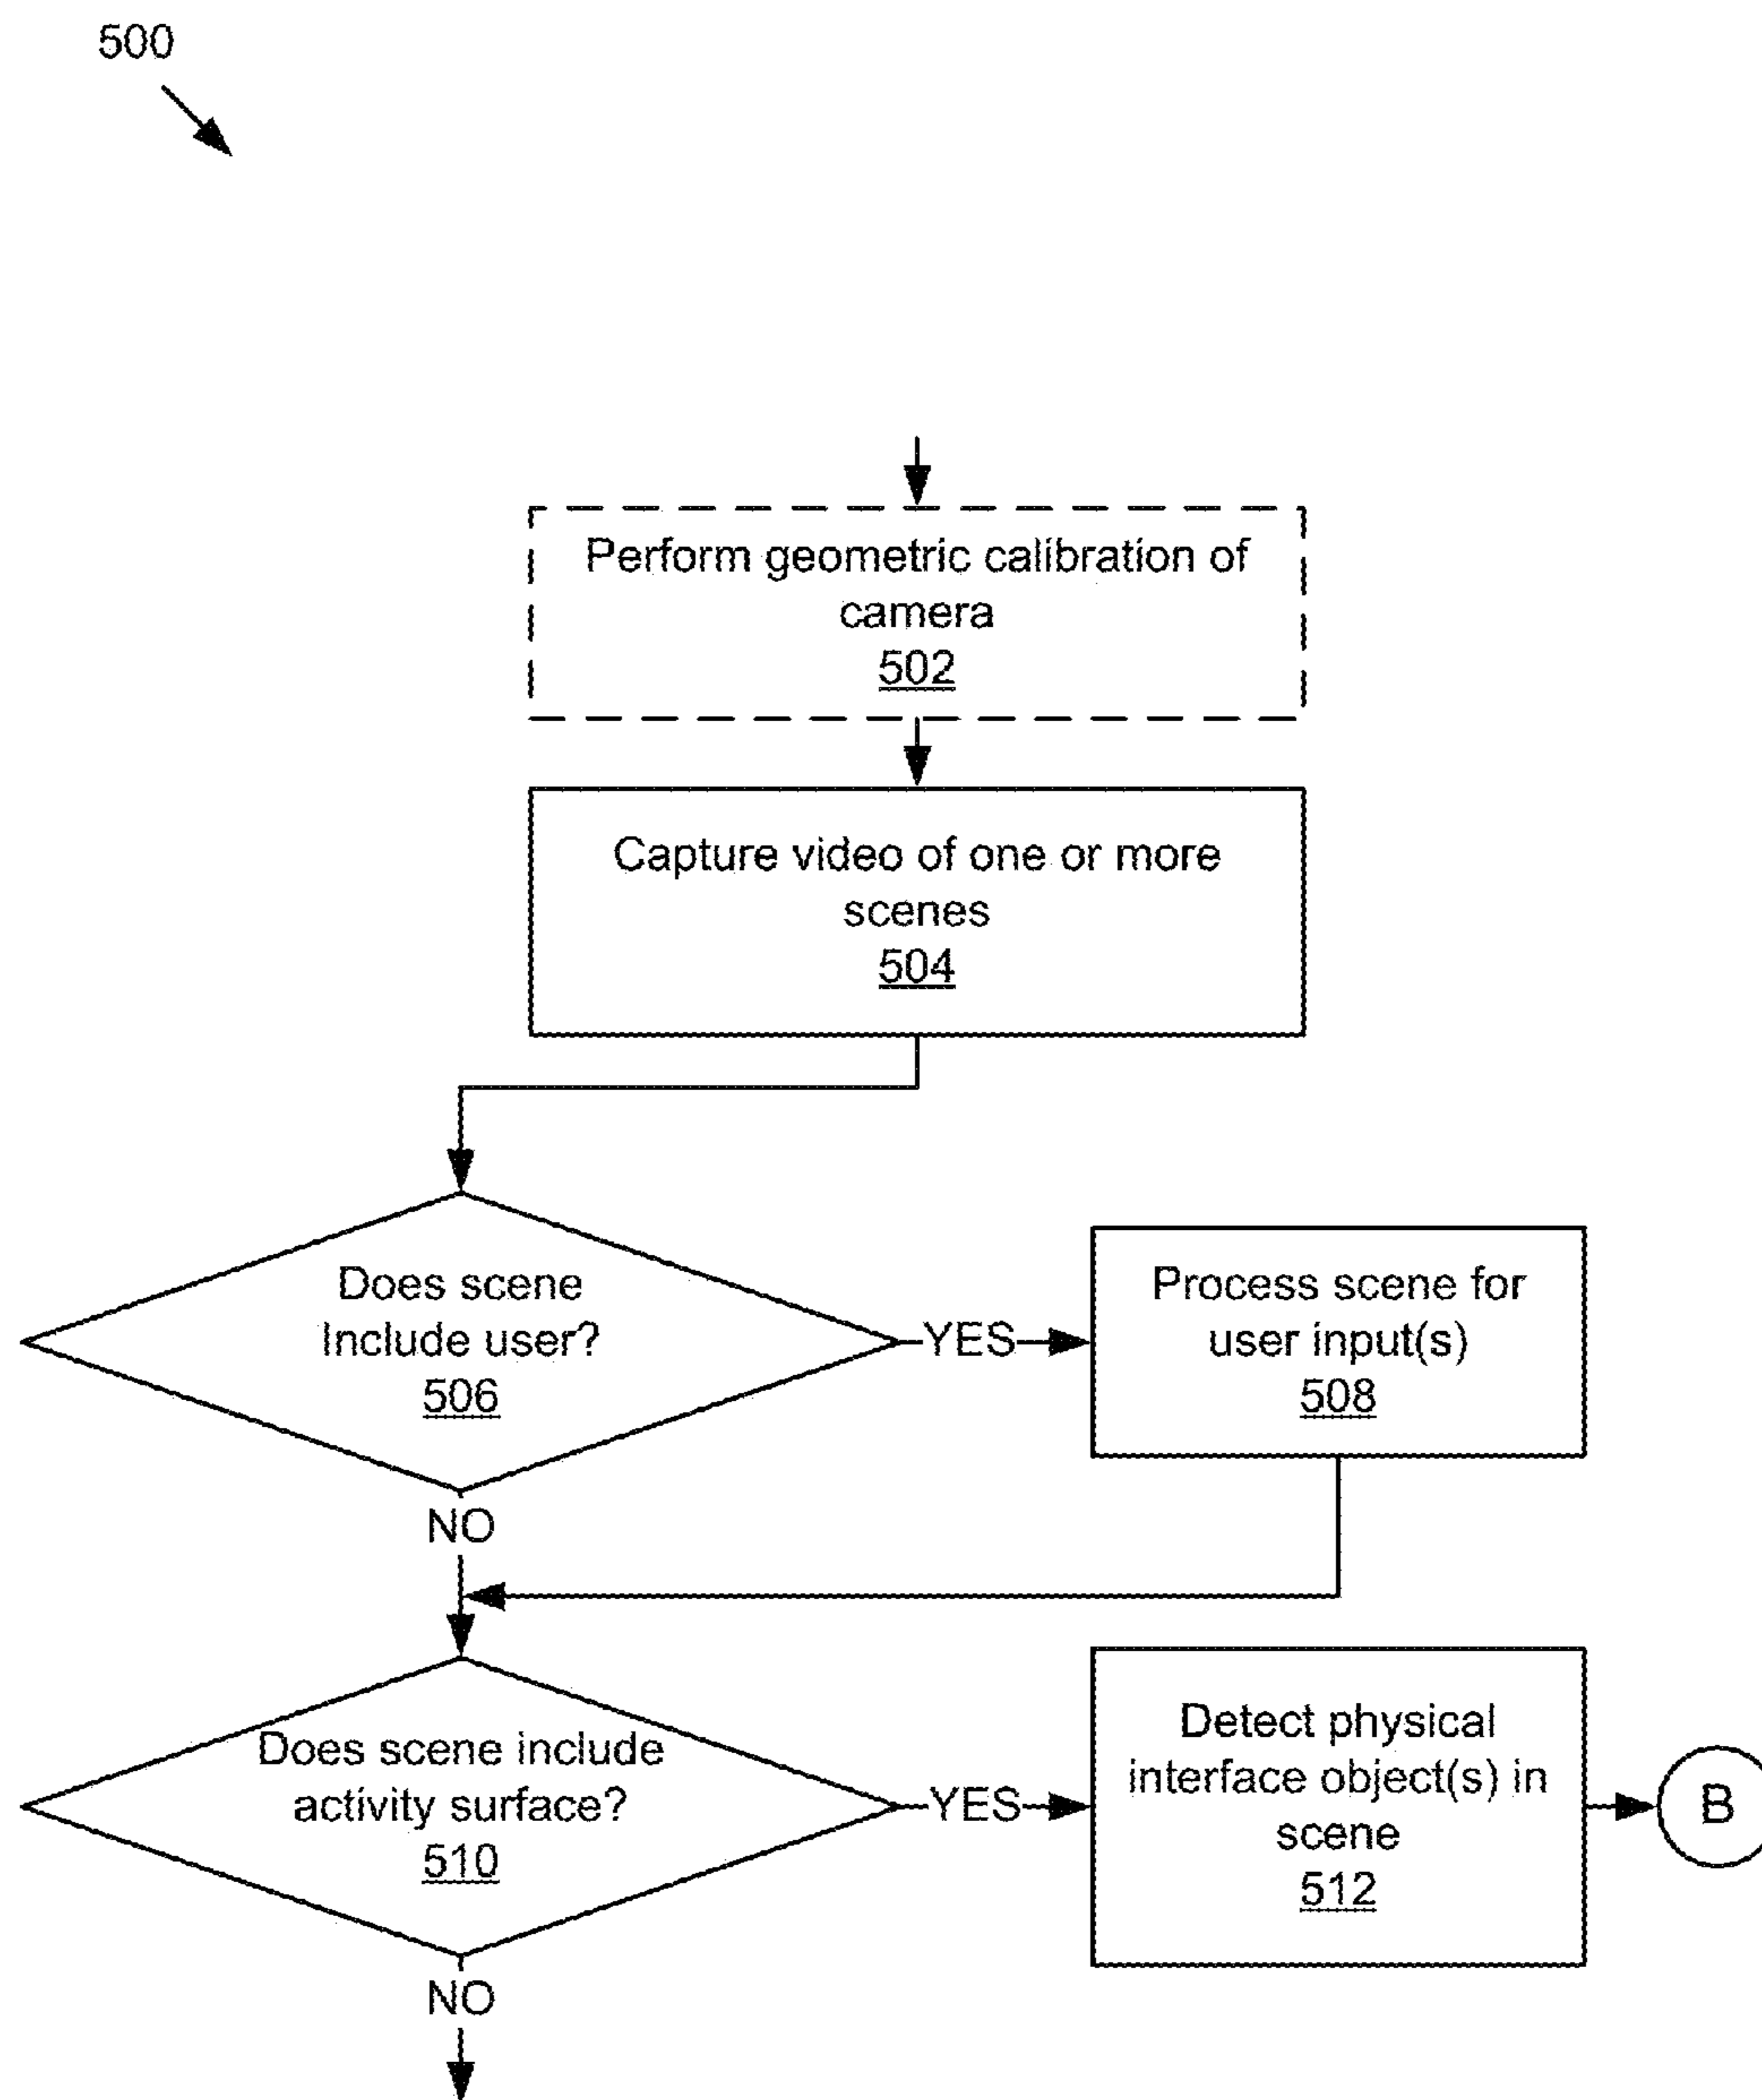 500
Perform geometric calibration of
camera
502
Capture video of one or more
scenes
504
Does scene
Include user?
506
YES
Process scene for
user input(s)
508
NO
Does scene include
activity surface?
510
YES
Detect physical
interface object(s) in
scene
512
B
NO